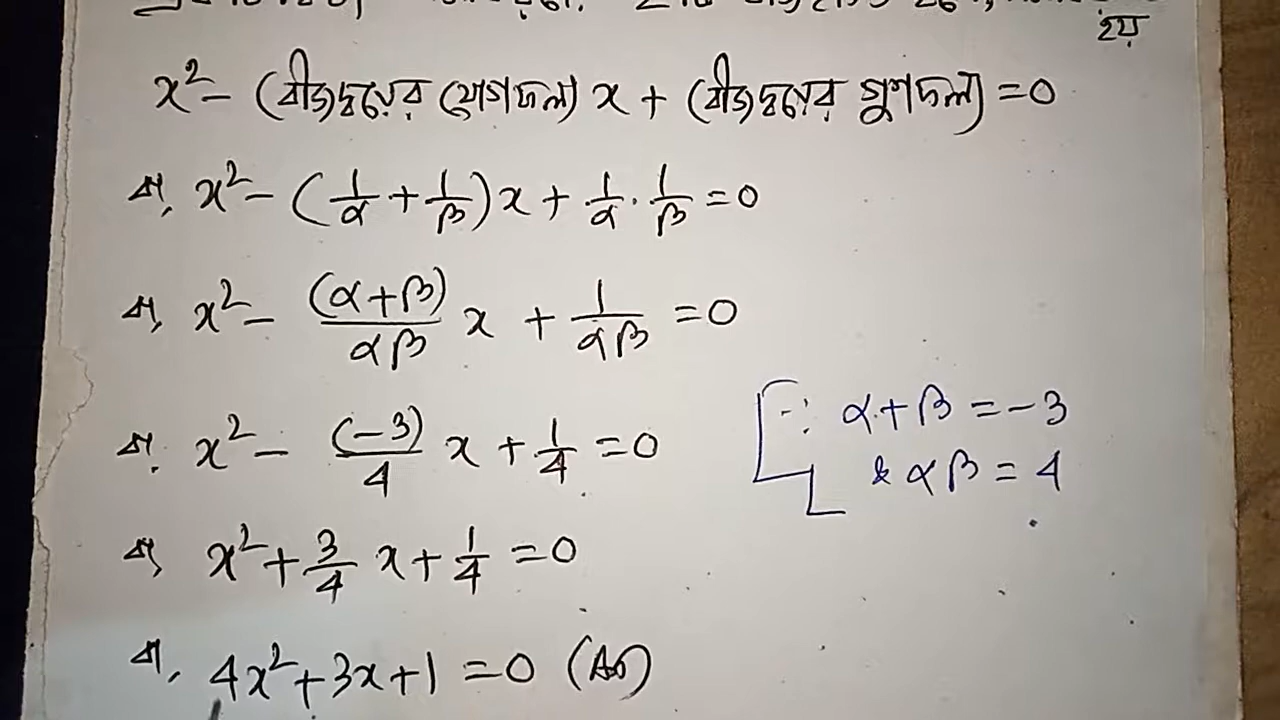 হয়
x² - (বীজদ্বয়ের যোগফল) x + (বীজদ্বয়ের গুণফল) = 0
বা, x² - (1/α + 1/β)x + 1/α · 1/β = 0
বা, x² - (α+β)/αβ x + 1/αβ = 0
বা, x² - (-3)/4 x + 1/4 = 0
[∵ α+β = -3
& αβ = 4
বা, x² + 3/4 x + 1/4 = 0
বা, 4x² + 3x + 1 = 0 (Ans)